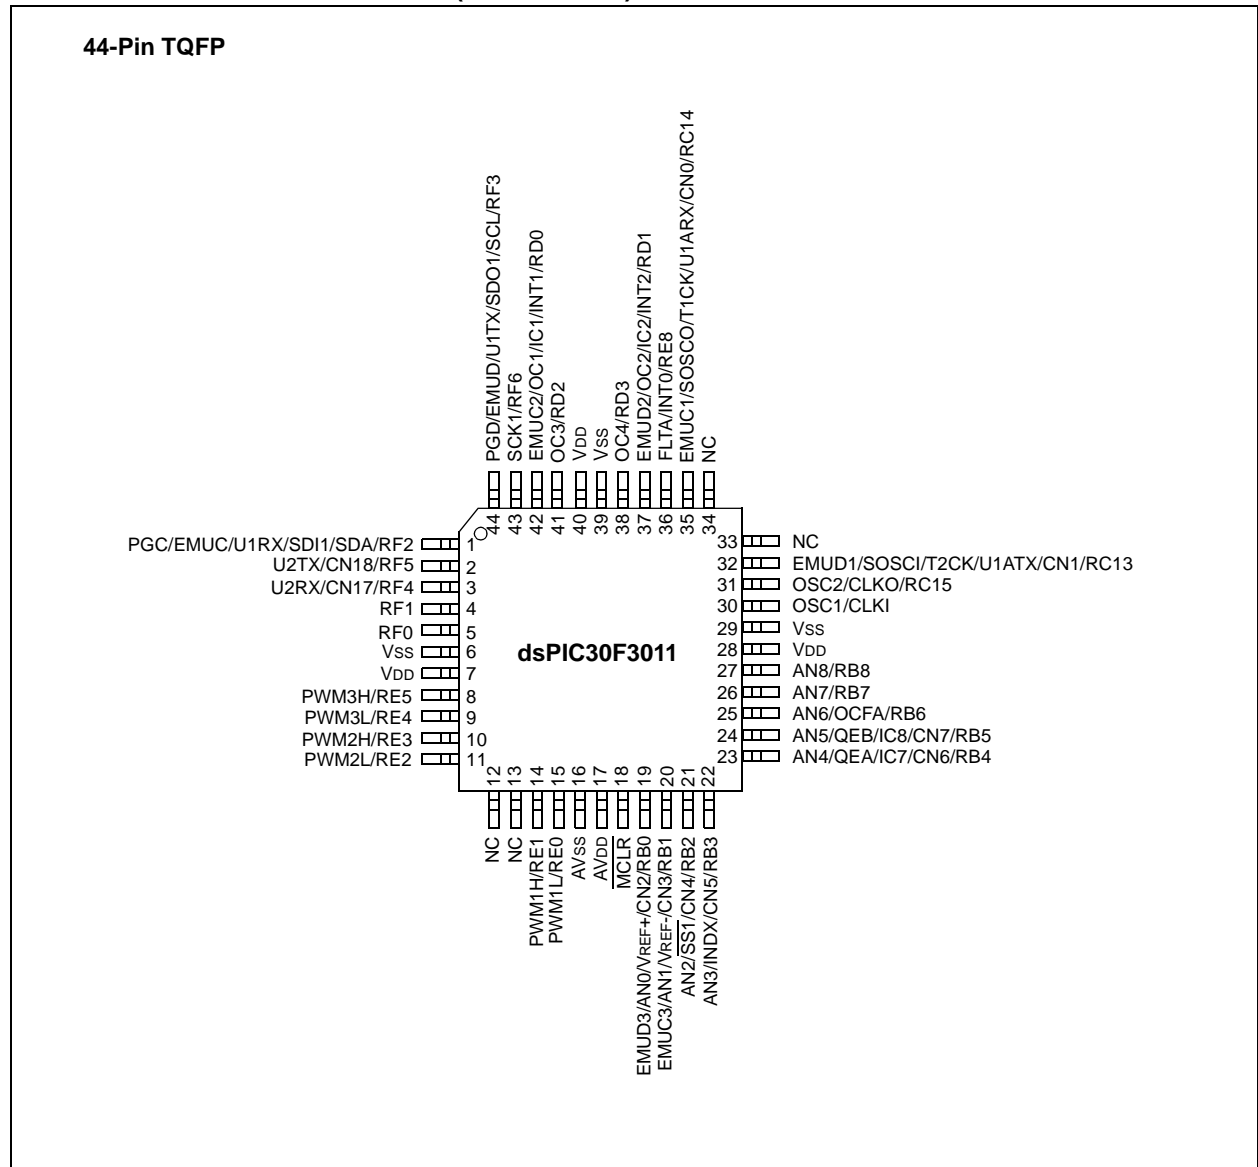 44-Pin TQFP
PGD/EMUD/U1TX/SDO1/SCL/RF3
SCK1/RF6
EMUC2/OC1/IC1/INT1/RD0
OC3/RD2
VDD
VSS
OC4/RD3
EMUD2/OC2/IC2/INT2/RD1
FLTA/INT0/RE8
EMUC1/SOSCO/T1CK/U1ARX/CN0/RC14
NC
44 43 42 41 40 39 38 37 36 35 34
PGC/EMUC/U1RX/SDI1/SDA/RF2 1
U2TX/CN18/RF5 2
U2RX/CN17/RF4 3
RF1 4
RF0 5
VSS 6
VDD 7
PWM3H/RE5 8
PWM3L/RE4 9
PWM2H/RE3 10
PWM2L/RE2 11
dsPIC30F3011
33 NC
32 EMUD1/SOSCI/T2CK/U1ATX/CN1/RC13
31 OSC2/CLKO/RC15
30 OSC1/CLKI
29 VSS
28 VDD
27 AN8/RB8
26 AN7/RB7
25 AN6/OCFA/RB6
24 AN5/QEB/IC8/CN7/RB5
23 AN4/QEA/IC7/CN6/RB4
12 13 14 15 16 17 18 19 20 21 22
NC
NC
PWM1H/RE1
PWM1L/RE0
AVSS
AVDD
MCLR
EMUD3/AN0/VREF+/CN2/RB0
EMUC3/AN1/VREF-/CN3/RB1
AN2/SS1/CN4/RB2
AN3/INDX/CN5/RB3